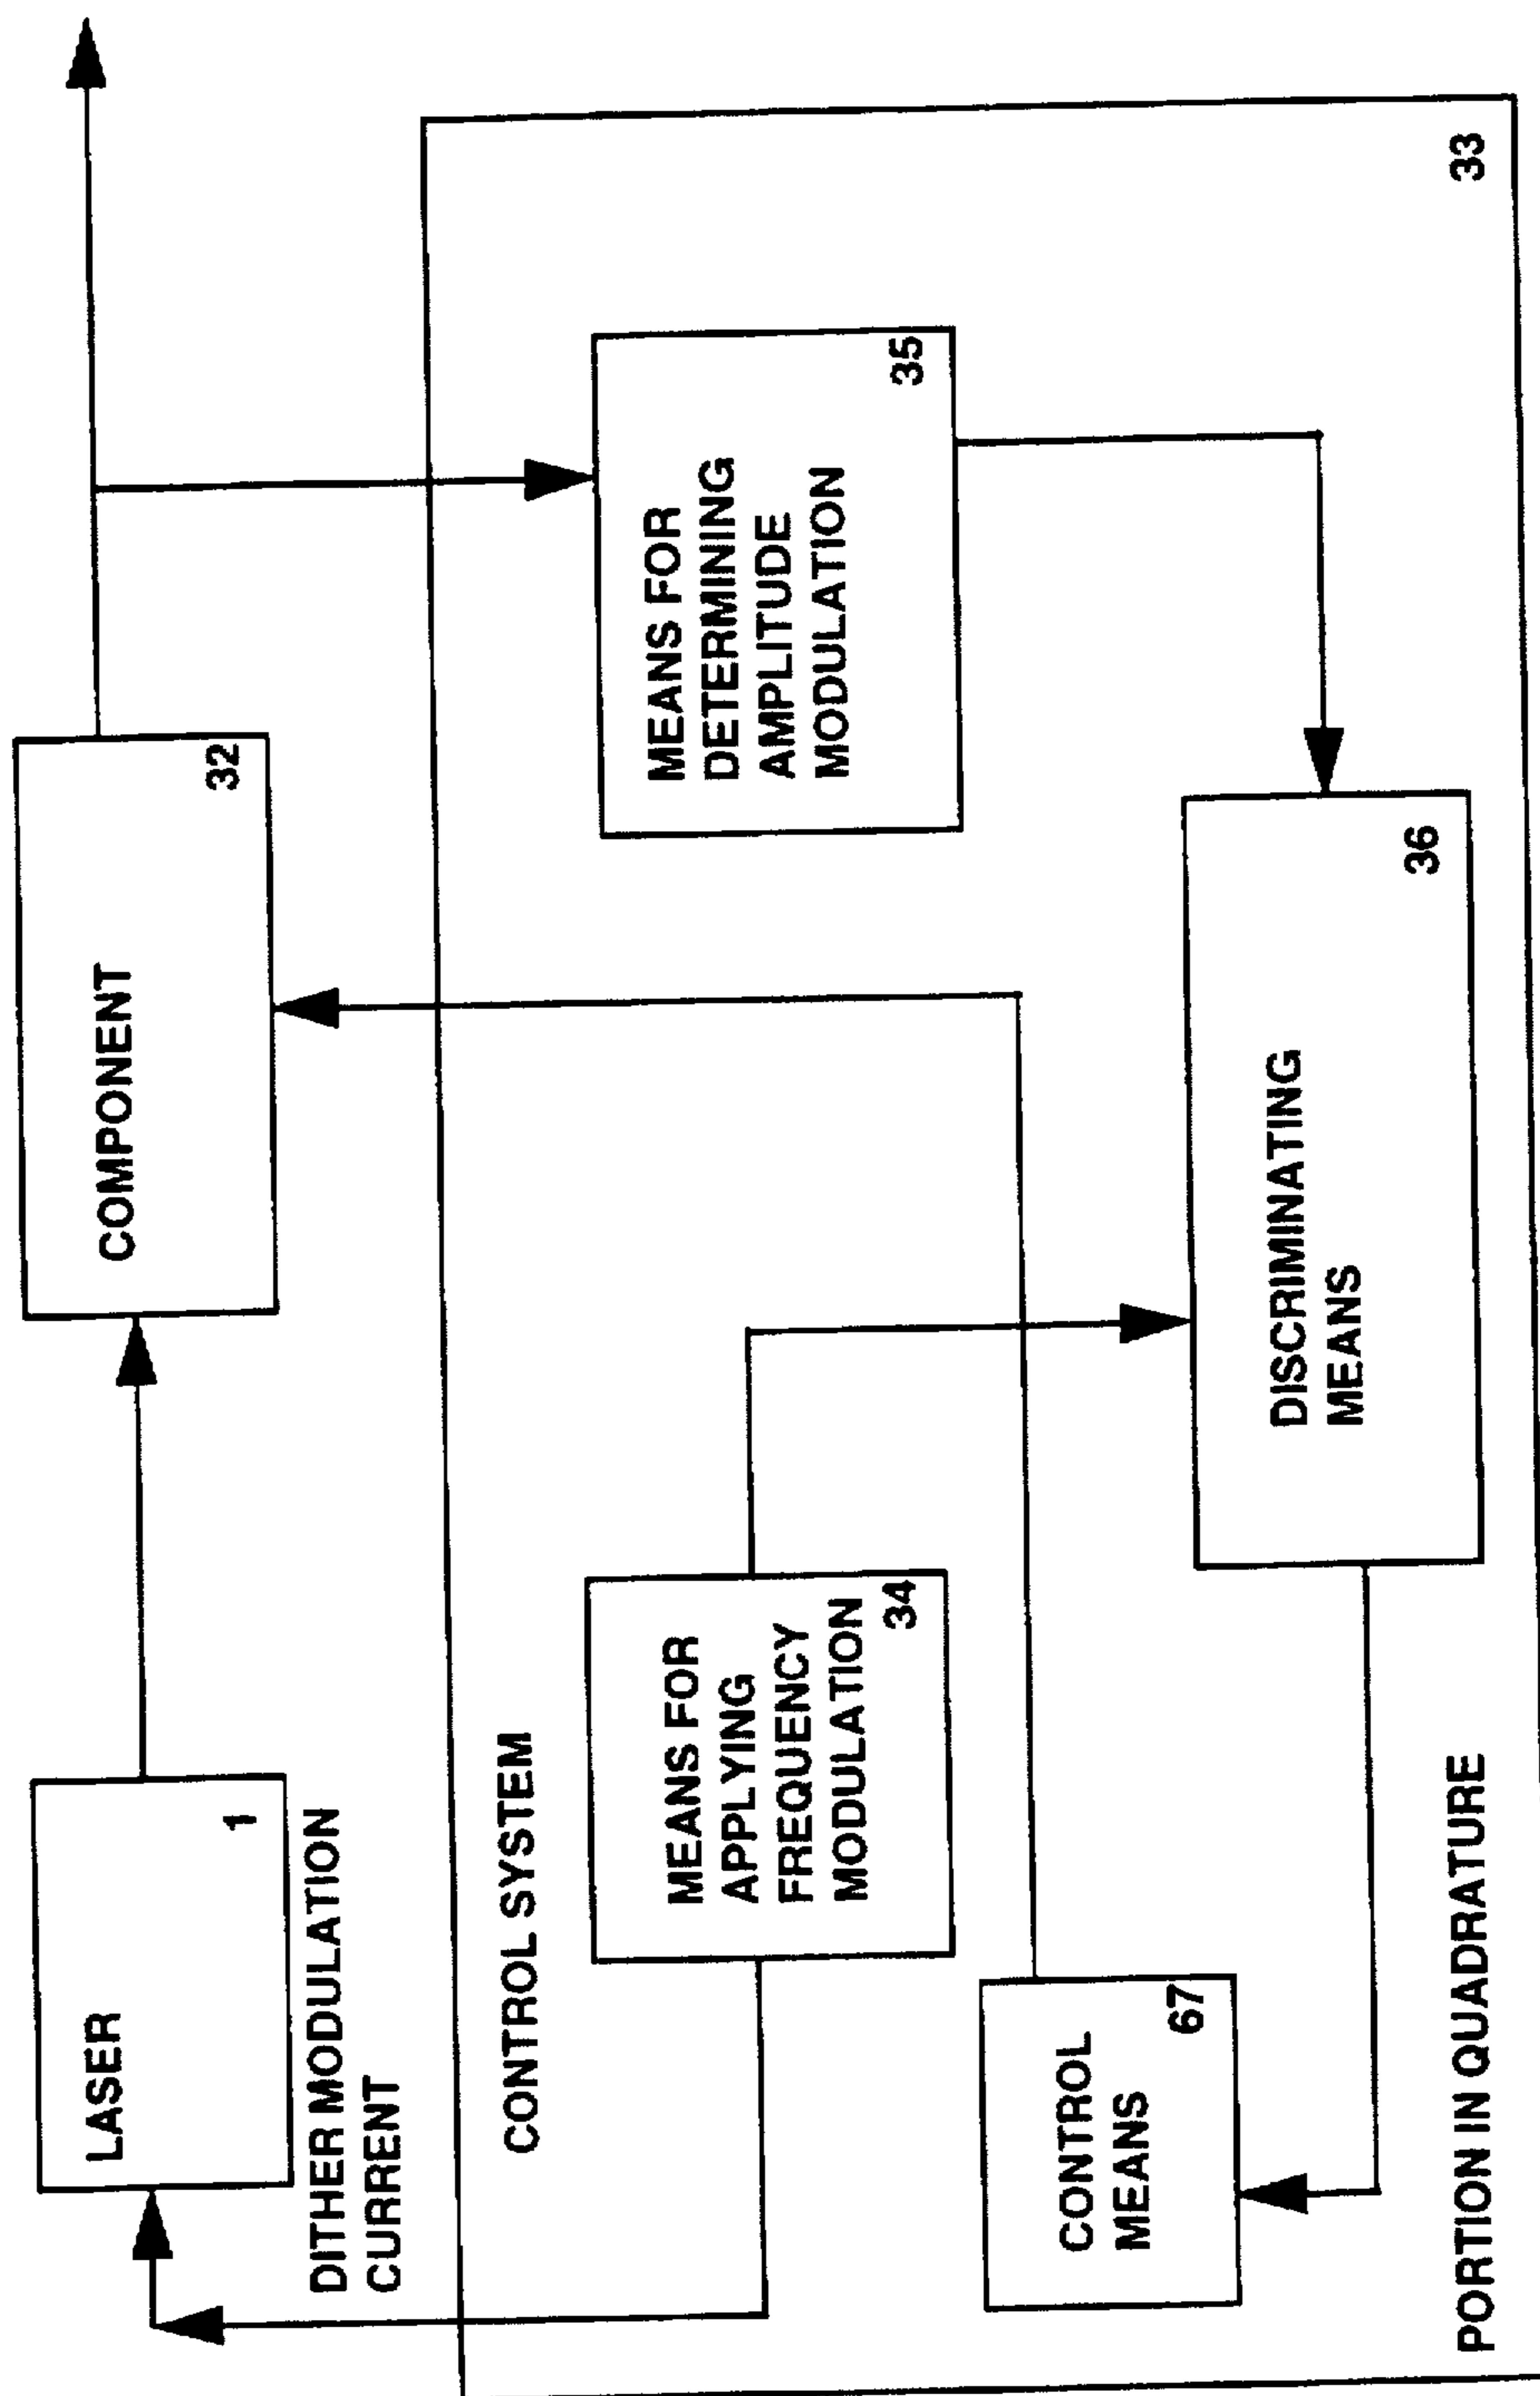 LASER
1
DITHER MODULATION
CURRENT
COMPONENT
32
CONTROL SYSTEM
MEANS FOR
APPLYING
FREQUENCY
MODULATION
34
MEANS FOR
DETERMINING
AMPLITUDE
MODULATION
35
CONTROL
MEANS
67
DISCRIMINATING
MEANS
36
PORTION IN QUADRATURE
33